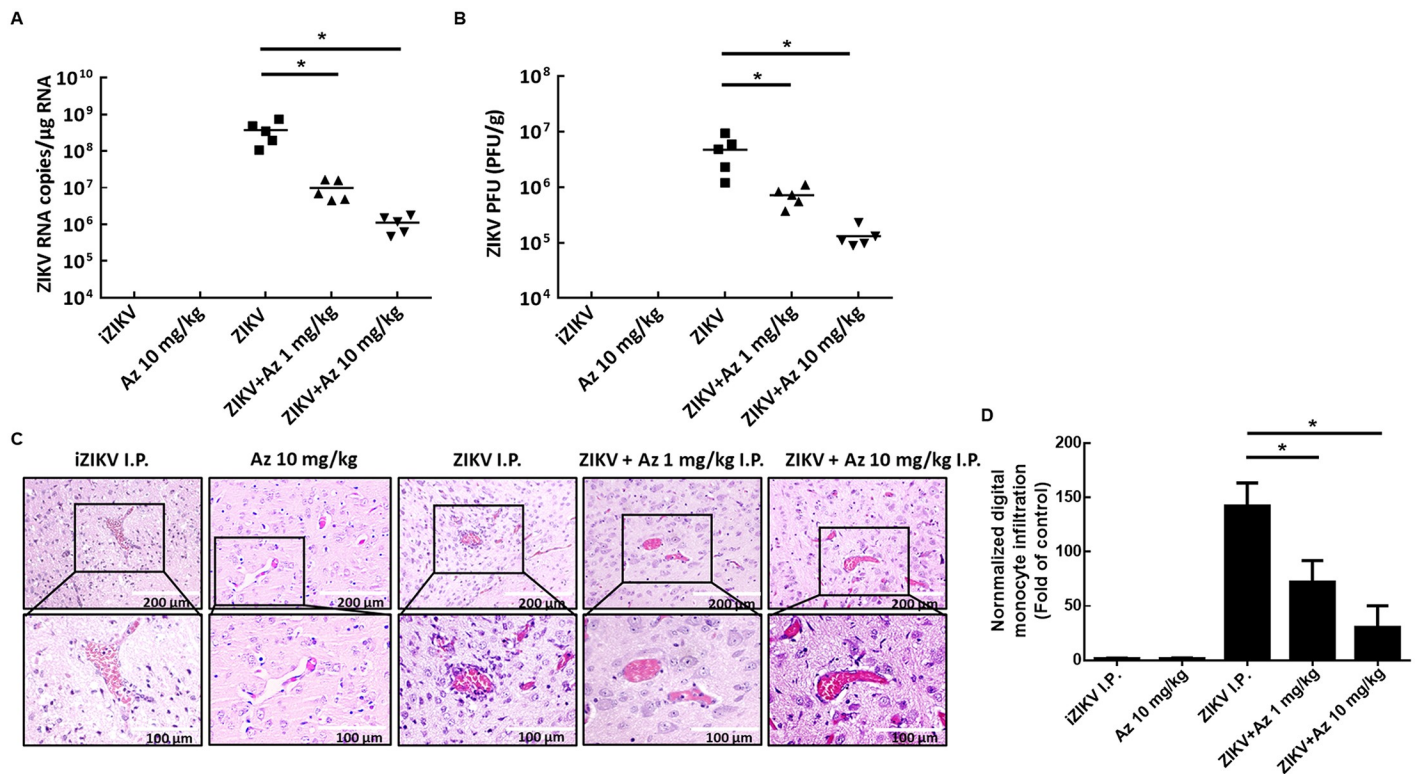 A
B
*
*
ZIKV RNA copies/µg RNA
10^10
10^9
10^8
10^7
10^6
10^5
10^4
iZIKV
Az 10 mg/kg
ZIKV
ZIKV+Az 1 mg/kg
ZIKV+Az 10 mg/kg
*
*
ZIKV PFU (PFU/g)
10^8
10^7
10^6
10^5
10^4
iZIKV
Az 10 mg/kg
ZIKV
ZIKV+Az 1 mg/kg
ZIKV+Az 10 mg/kg
C
iZIKV I.P.
Az 10 mg/kg
ZIKV I.P.
ZIKV + Az 1 mg/kg I.P.
ZIKV + Az 10 mg/kg I.P.
200 µm
200 µm
200 µm
200 µm
200 µm
100 µm
100 µm
100 µm
100 µm
100 µm
D
*
*
Nornmalized digital
monocyte infiltration
(Fold of control)
200
150
100
50
0
iZIKV I.P.
Az 10 mg/kg
ZIKV I.P.
ZIKV+Az 1 mg/kg
ZIKV+Az 10 mg/kg